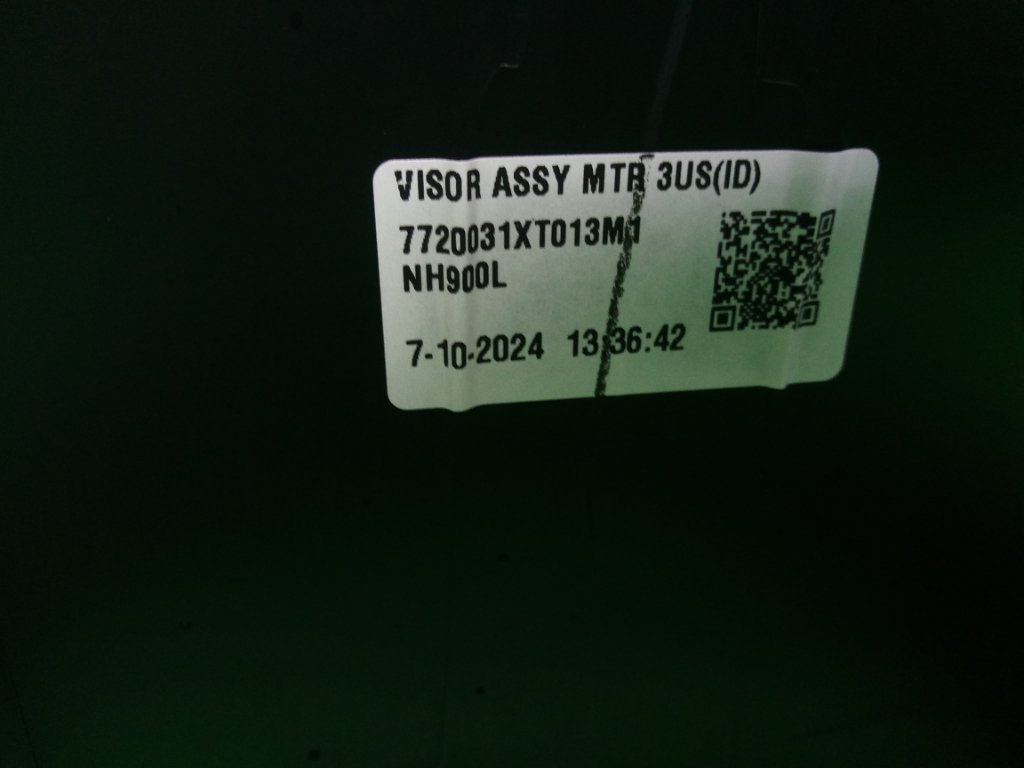 VISOR ASSY MTR 3US(ID)
7720031XT013M1
NH900L
7-10-2024 13:36:42